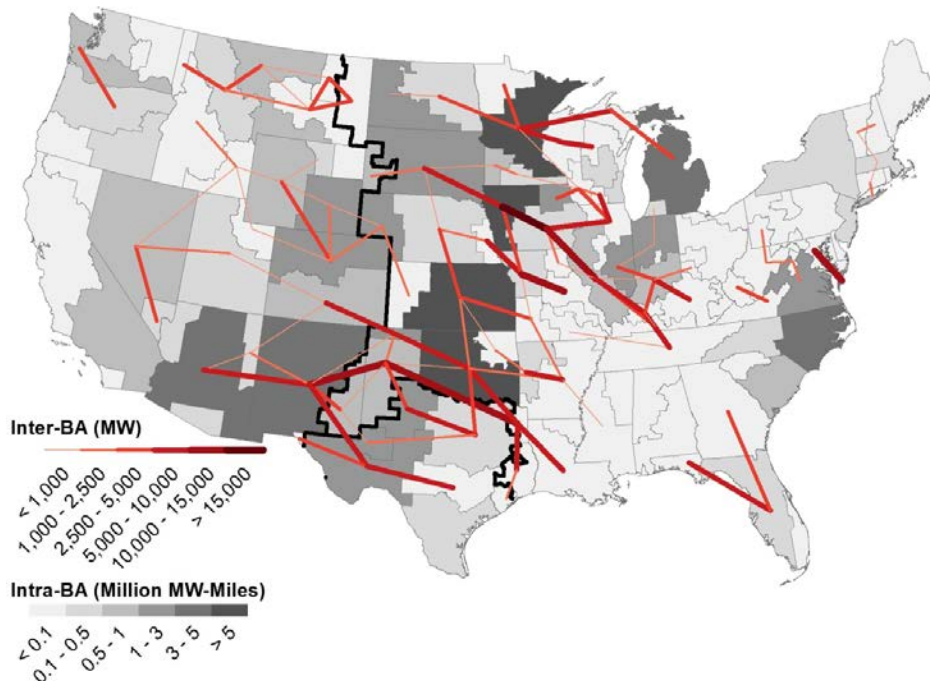 Inter-BA (MW)
< 1,000
1,000 - 2,500
2,500 - 5,000
5,000 - 10,000
10,000 - 15,000
> 15,000
Intra-BA (Million MW-Miles)
< 0.1
0.1 - 0.5
0.5 - 1
1 - 3
3 - 5
> 5